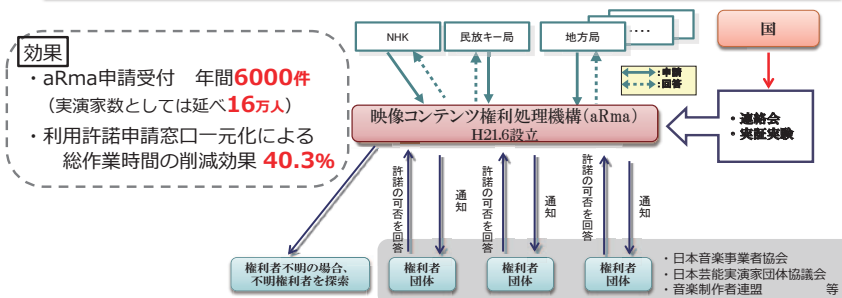 効果
・aRma申請受付　年間6000件
（実演家数としては延べ16万人）
・利用許諾申請窓口一元化による
総作業時間の削減効果 40.3%
NHK
民放キー局
地方局
‥‥
国
:申請
:回答
映像コンテンツ権利処理機構(aRma)
H21.6設立
・連絡会
・実証実験
許諾の可否を回答
通知
許諾の可否を回答
通知
許諾の可否を回答
通知
権利者不明の場合、
不明権利者を探索
権利者
団体
権利者
団体
権利者
団体
・日本音楽事業者協会
・日本芸能実演家団体協議会
・音楽制作者連盟　　　　等